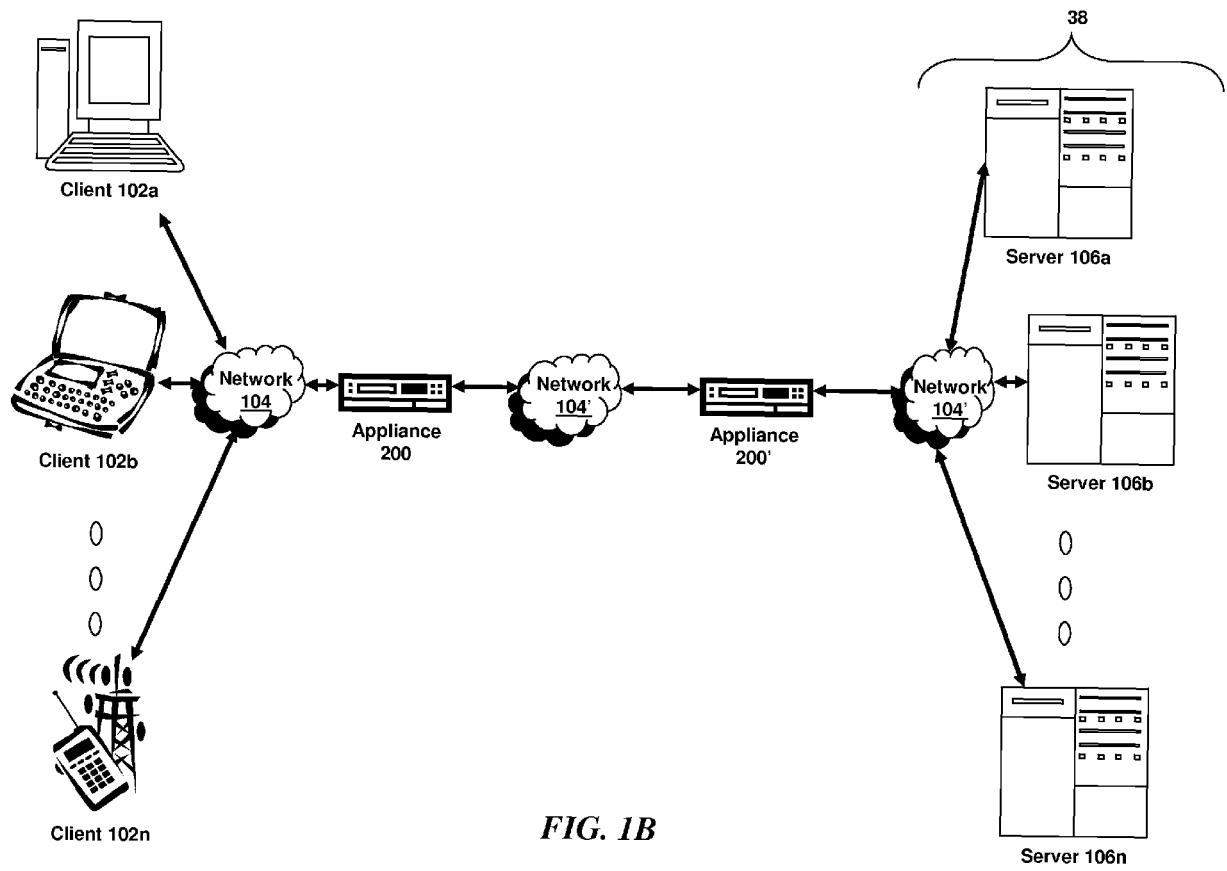 38
Client 102a
Server 106a
Network
104
Network
104'
Network
104'
Appliance
200
Appliance
200'
Client 102b
Server 106b
Client 102n
FIG. 1B
Server 106n